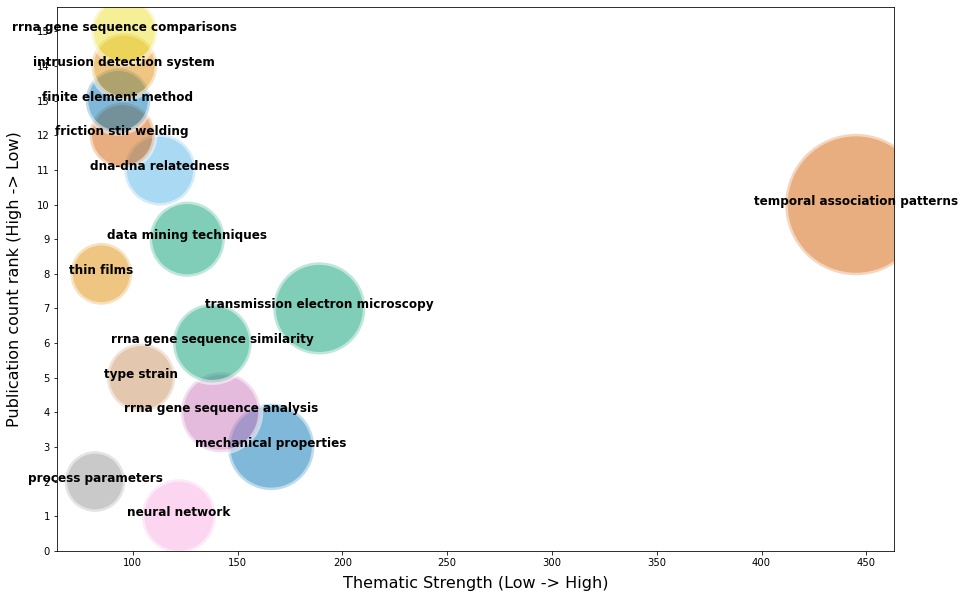 rrna gene sequence comparisons
15
intrusion detection system
14
finite element method
13
friction stir welding
12
dna-dna relatedness
11
temporal association patterns
10
data mining techniques
9
thin films
8
transmission electron microscopy
7
rrna gene sequence similarity
6
type strain
5
rrna gene sequence analysis
4
mechanical properties
3
process parameters
2
neural network
1
0
Publication count rank (High -> Low)
100 150 200 250 300 350 400 450
Thematic Strength (Low -> High)